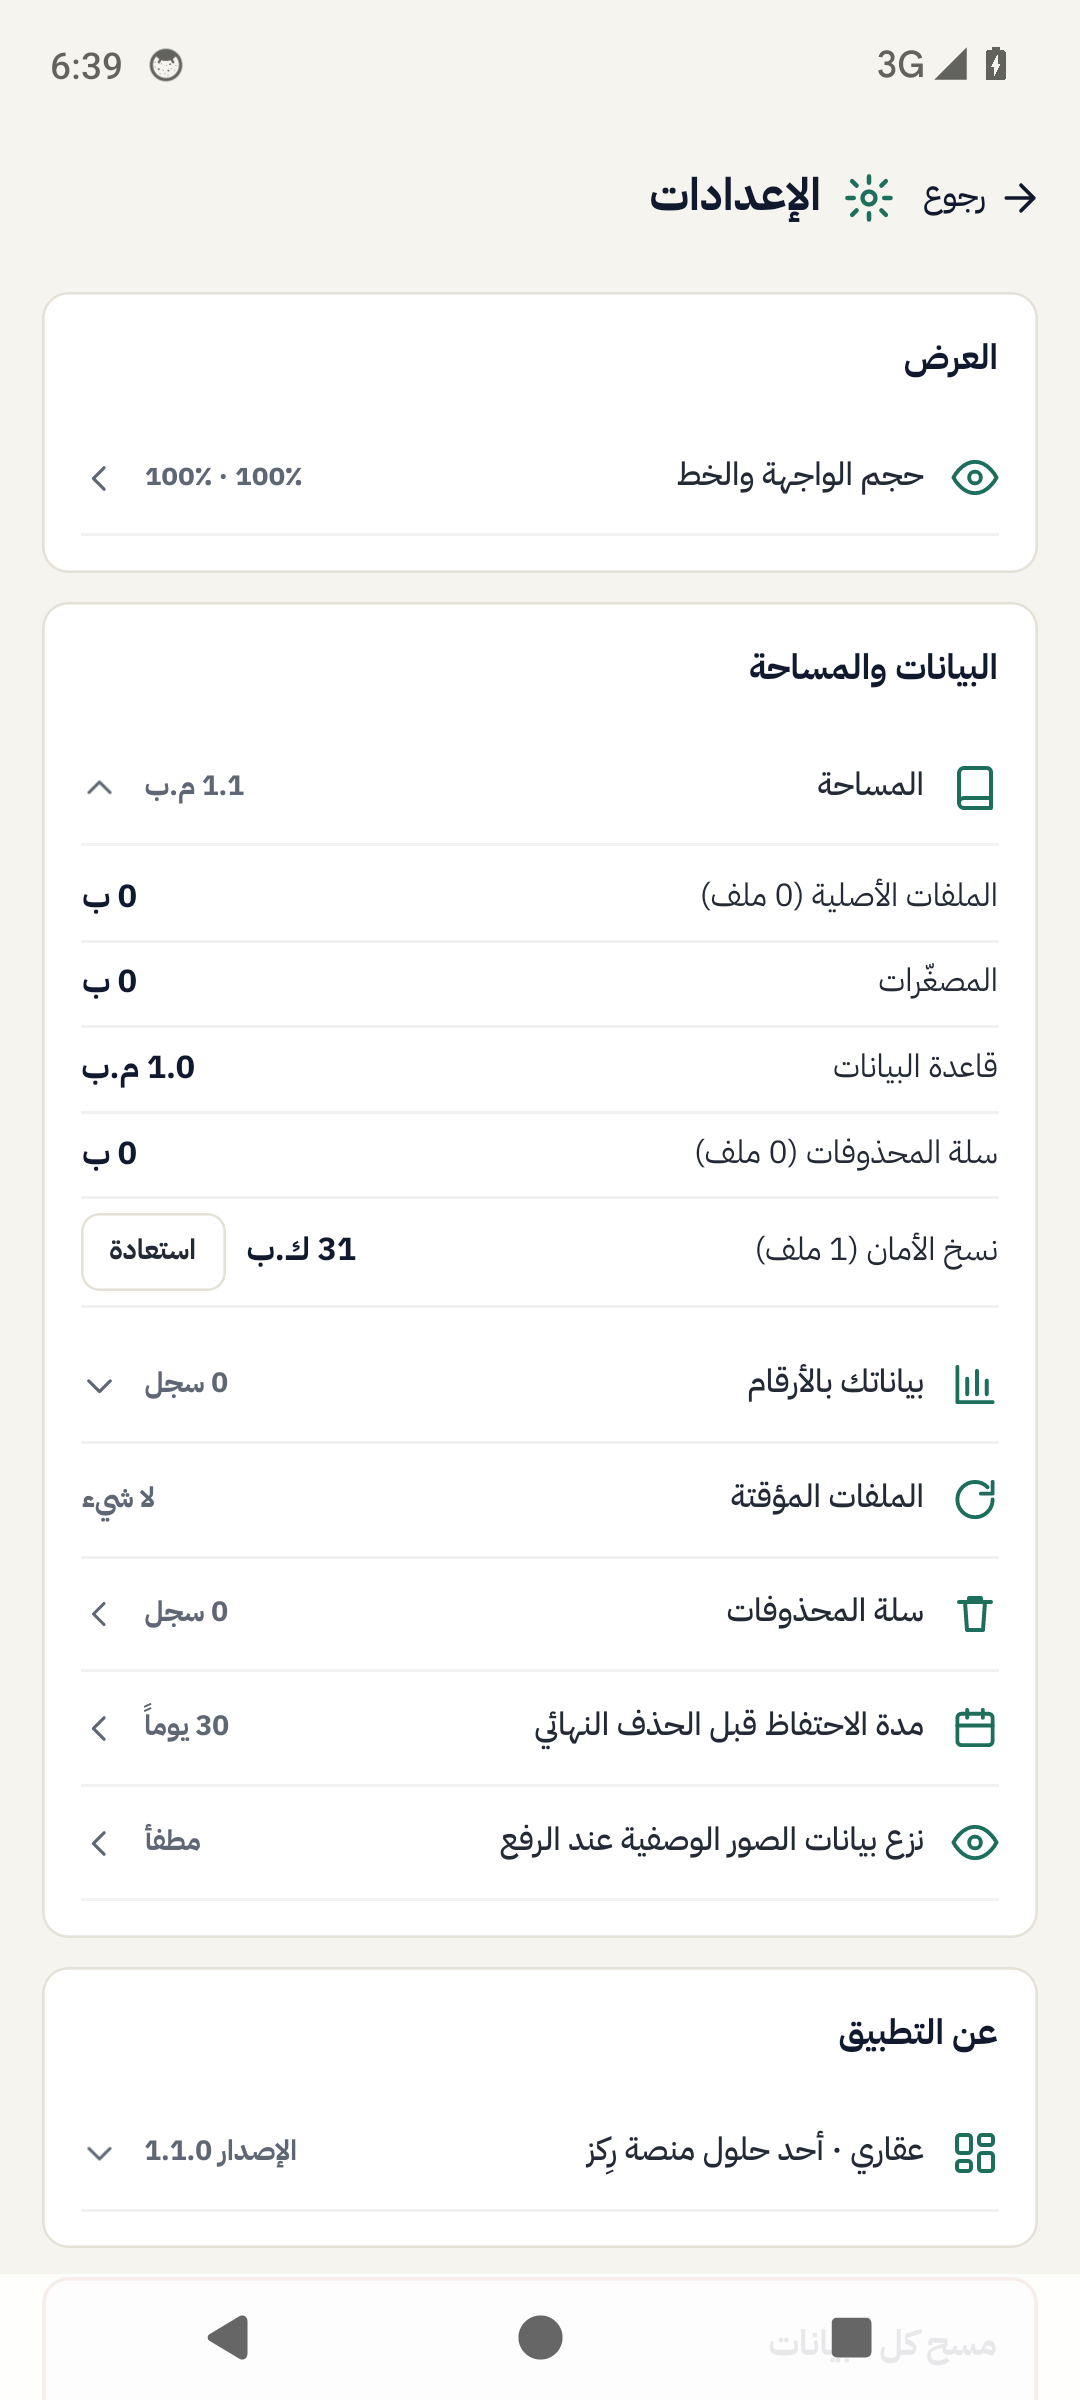 6:39
3G
رجوع
الإعدادات
العرض
حجم الواجهة والخط
100٪ · 100٪
البيانات والمساحة
المساحة
1.1 م.ب
الملفات الأصلية (0 ملف)
0 ب
المصغّرات
0 ب
قاعدة البيانات
1.0 م.ب
سلة المحذوفات (0 ملف)
0 ب
نسخ الأمان (1 ملف)
31 ك.ب
استعادة
بياناتك بالأرقام
0 سجل
الملفات المؤقتة
لا شيء
سلة المحذوفات
0 سجل
مدة الاحتفاظ قبل الحذف النهائي
30 يوماً
نزع بيانات الصور الوصفية عند الرفع
مطفأ
عن التطبيق
عقاري · أحد حلول منصة رِكز
الإصدار 1.1.0
مسح كل